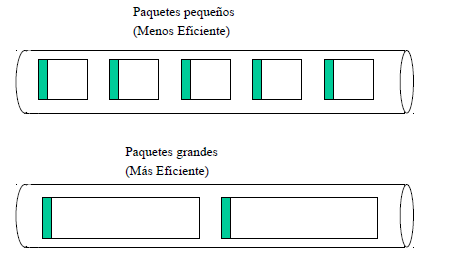 Paquetes pequeños
(Menos Eficiente)
Paquetes grandes
(Más Eficiente)